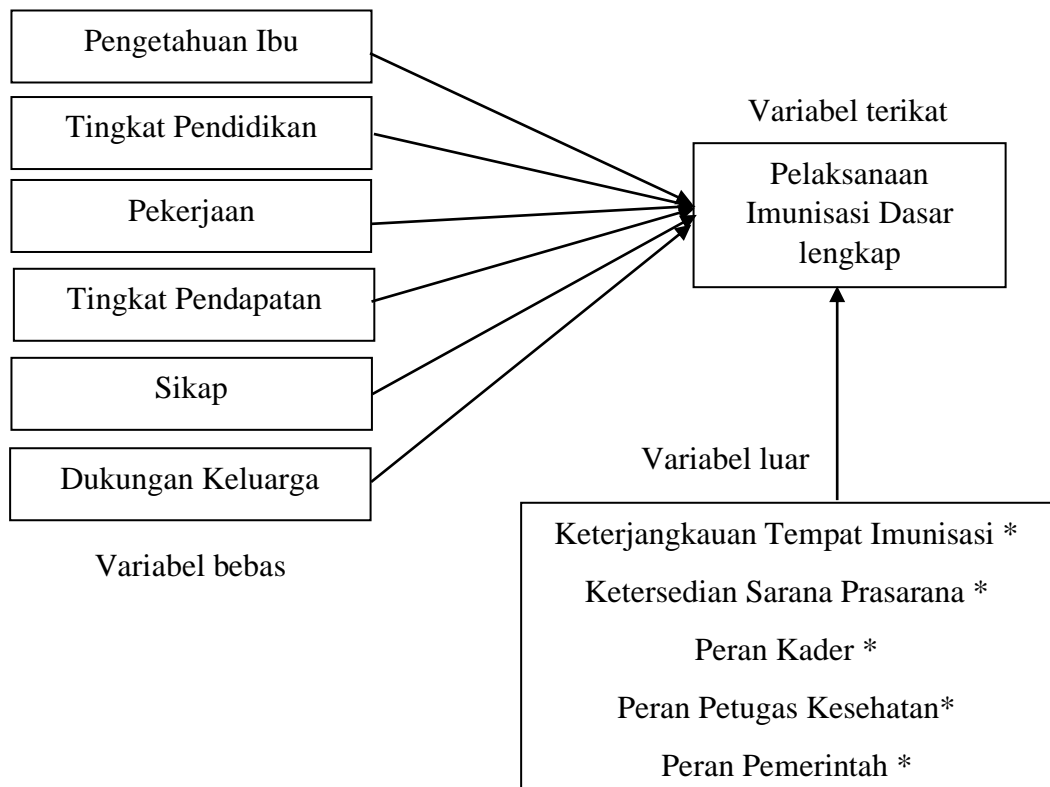 Pengetahuan Ibu
Tingkat Pendidikan
Pekerjaan
Tingkat Pendapatan
Sikap
Dukungan Keluarga
Variabel bebas
Variabel terikat
Pelaksanaan
Imunisasi Dasar
lengkap
Variabel luar
Keterjangkauan Tempat Imunisasi *
Ketersedian Sarana Prasarana *
Peran Kader *
Peran Petugas Kesehatan*
Peran Pemerintah *